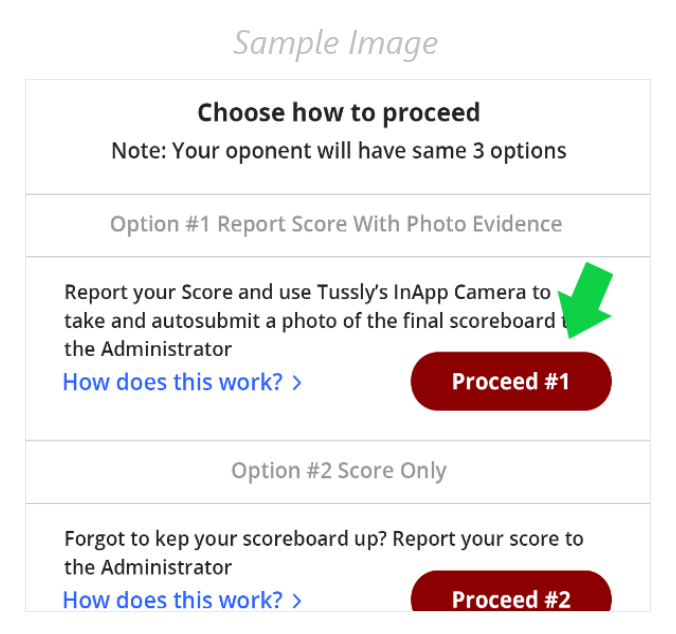 Sample Image
Choose how to proceed
Note: Your oponent will have same 3 options
Option #1 Report Score With Photo Evidence
Report your Score and use Tussly's InApp Camera to
take and autosubmit a photo of the final scoreboard
the Administrator
How does this work? >
Proceed #1
Option #2 Score Only
Forgot to kep your scoreboard up? Report your score to
the Administrator
How does this work? >
Proceed #2